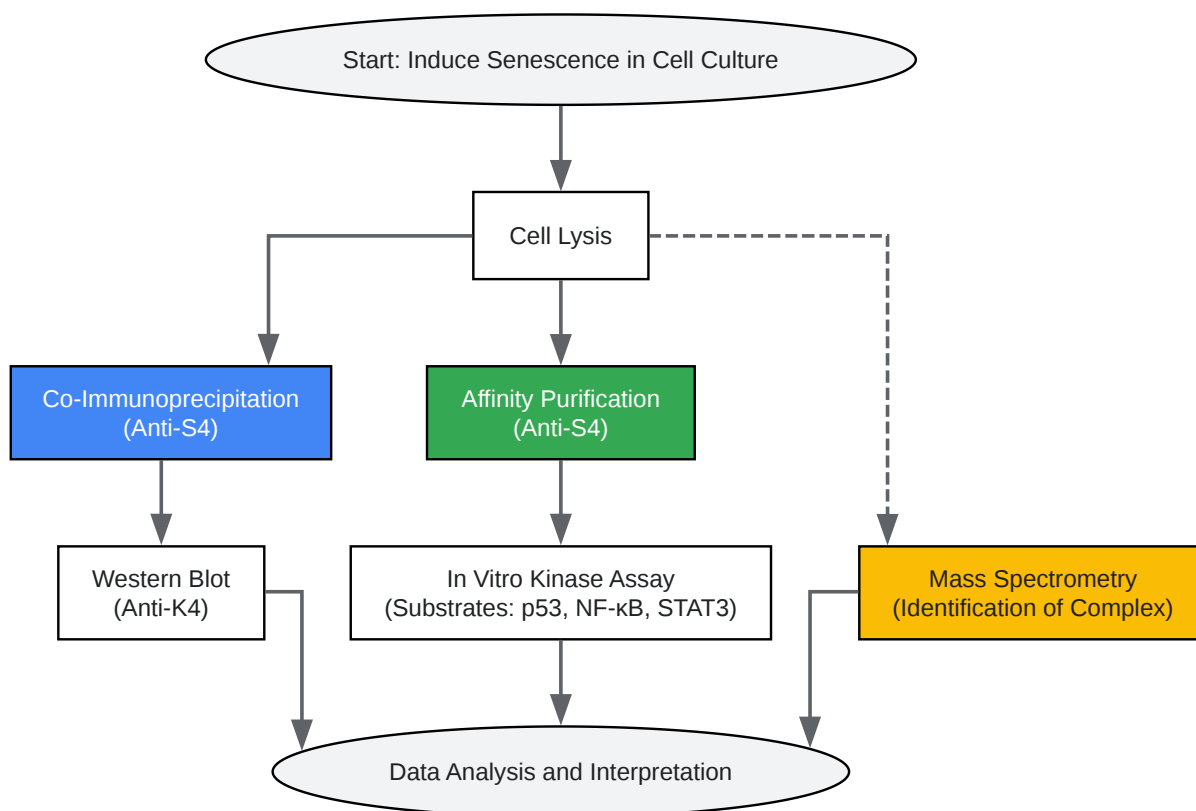 Start: Induce Senescence in Cell Culture
Cell Lysis
Co-Immunoprecipitation
(Anti-S4)
Affinity Purification
(Anti-S4)
Western Blot
(Anti-K4)
In Vitro Kinase Assay
(Substrates: p53, NF-κB, STAT3)
Mass Spectrometry
(Identification of Complex)
Data Analysis and Interpretation